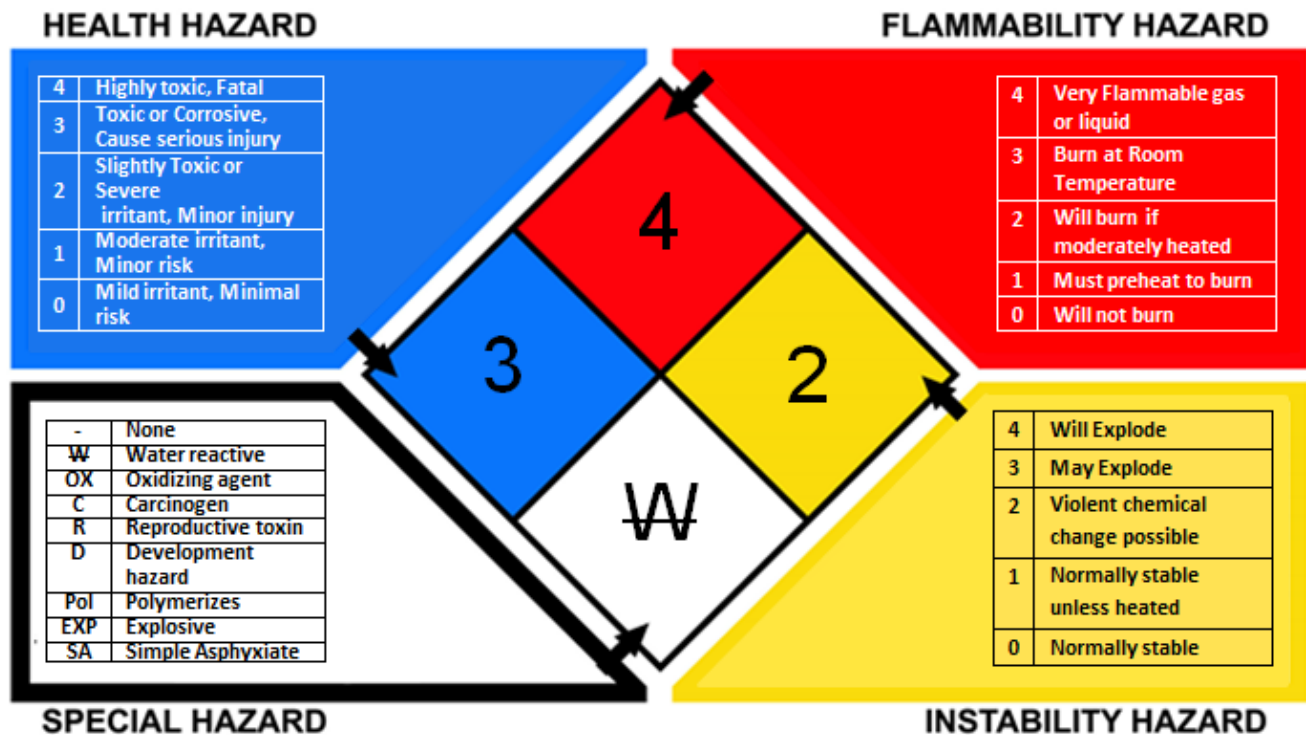 HEALTH HAZARD
4 Highly toxic, Fatal
3 Toxic or Corrosive,
Cause serious injury
2 Slightly Toxic or
Severe
irritant, Minor injury
1 Moderate irritant,
Minor risk
0 Mild irritant, Minimal
risk
FLAMMABILITY HAZARD
4 Very Flammable gas
or liquid
3 Burn at Room
Temperature
2 Will burn if
moderately heated
1 Must preheat to burn
0 Will not burn
4
3
2
W̶
- None
W̶ Water reactive
OX Oxidizing agent
C Carcinogen
R Reproductive toxin
D Development
hazard
Pol Polymerizes
EXP Explosive
SA Simple Asphyxiate
SPECIAL HAZARD
4 Will Explode
3 May Explode
2 Violent chemical
change possible
1 Normally stable
unless heated
0 Normally stable
INSTABILITY HAZARD